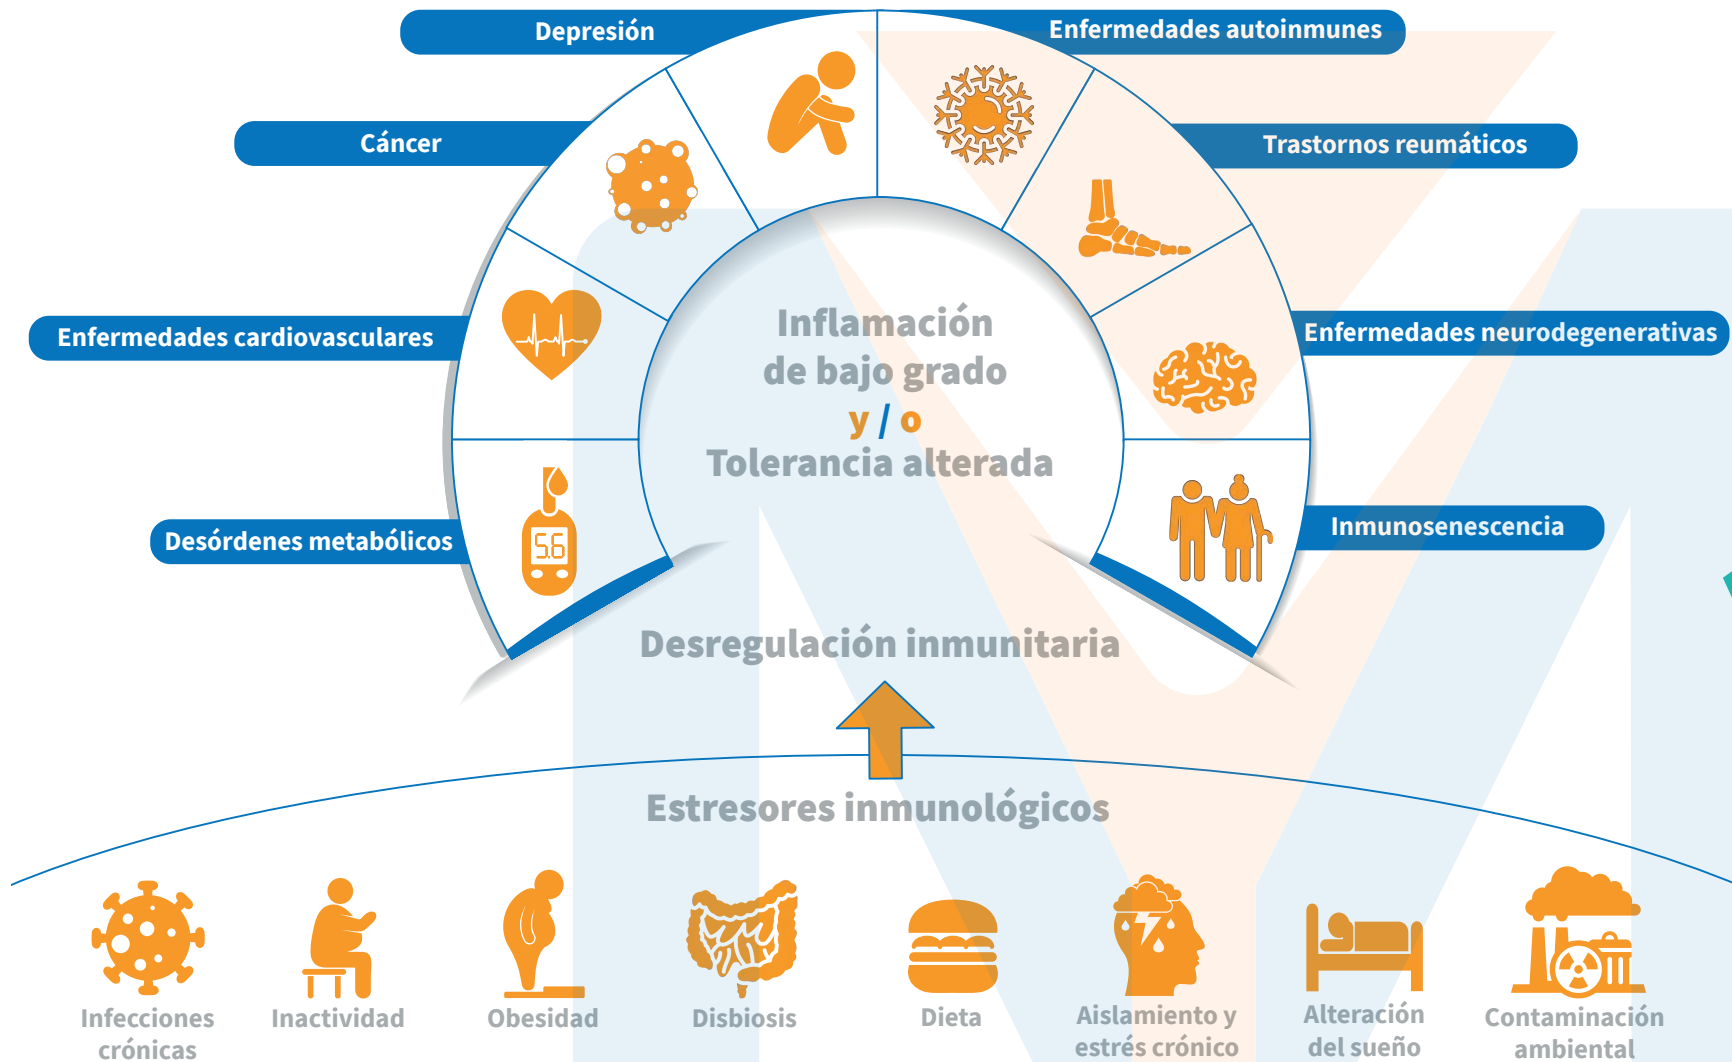 Depresión
Enfermedades autoinmunes
Cáncer
Trastornos reumáticos
Enfermedades cardiovasculares
Enfermedades neurodegenerativas
Desórdenes metabólicos
Inmunosenescencia
5.6
Inflamación
de bajo grado
y / o
Tolerancia alterada
Desregulación inmunitaria
Estresores inmunológicos
Infecciones
crónicas
Inactividad
Obesidad
Disbiosis
Dieta
Aislamiento y
estrés crónico
Alteración
del sueño
Contaminación
ambiental